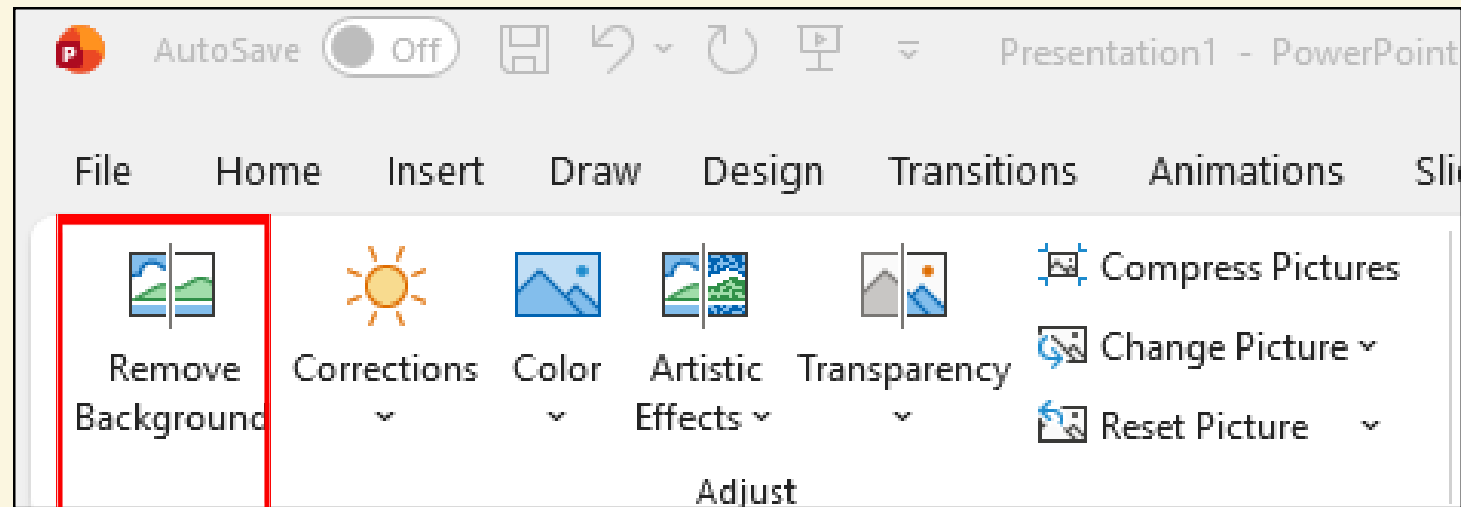 AutoSave Off Presentation1 - PowerPoint
File Home Insert Draw Design Transitions Animations Sli
Remove Background
Corrections
Color
Artistic Effects
Transparency
Compress Pictures
Change Picture
Reset Picture
Adjust